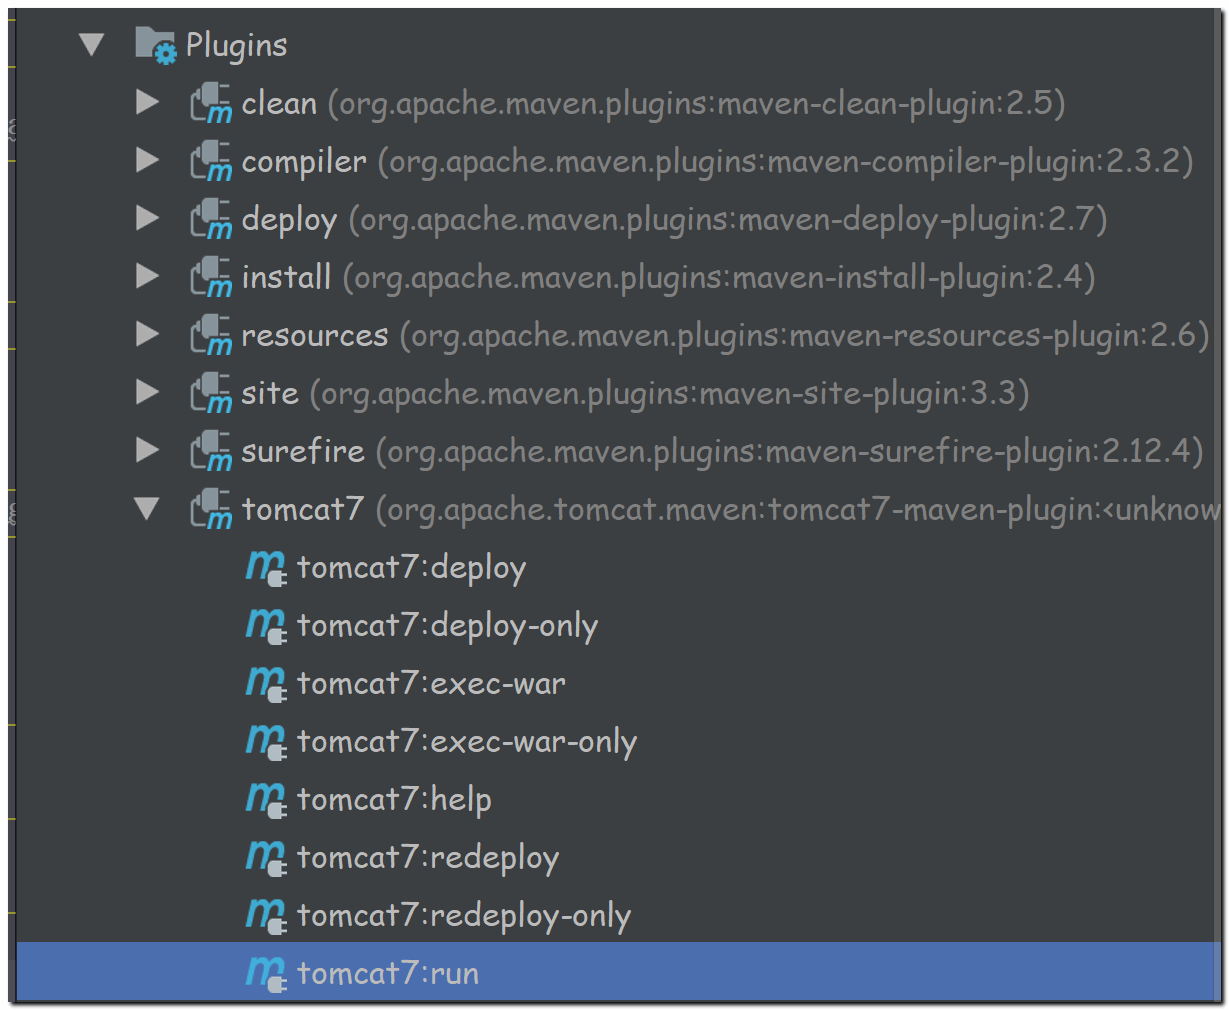 Plugins
clean (org.apache.maven.plugins:maven-clean-plugin:2.5)
compiler (org.apache.maven.plugins:maven-compiler-plugin:2.3.2)
deploy (org.apache.maven.plugins:maven-deploy-plugin:2.7)
install (org.apache.maven.plugins:maven-install-plugin:2.4)
resources (org.apache.maven.plugins:maven-resources-plugin:2.6)
site (org.apache.maven.plugins:maven-site-plugin:3.3)
surefire (org.apache.maven.plugins:maven-surefire-plugin:2.12.4)
tomcat7 (org.apache.tomcat.maven:tomcat7-maven-plugin:<unknow
tomcat7:deploy
tomcat7:deploy-only
tomcat7:exec-war
tomcat7:exec-war-only
tomcat7:help
tomcat7:redeploy
tomcat7:redeploy-only
tomcat7:run